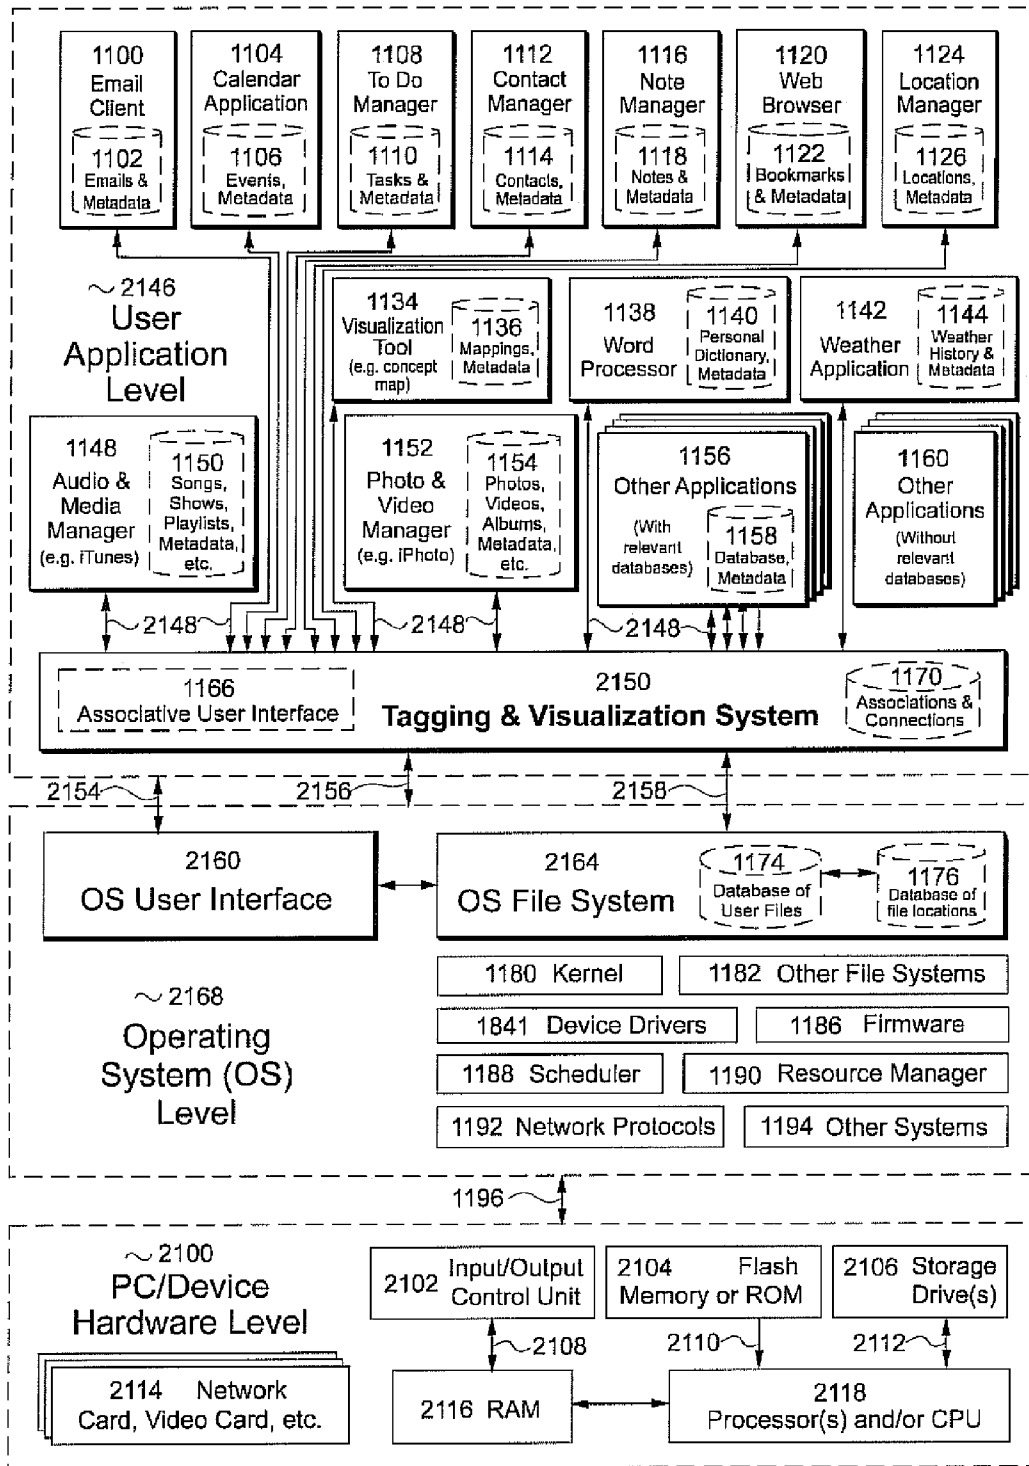 1100
Email
Client
1102
Emails &
Metadata
1104
Calendar
Application
1106
Events,
Metadata
1108
To Do
Manager
1110
Tasks &
Metadata
1112
Contact
Manager
1114
Contacts,
Metadata
1116
Note
Manager
1118
Notes &
Metadata
1120
Web
Browser
1122
Bookmarks
& Metadata
1124
Location
Manager
1126
Locations,
Metadata
2146
User
Application
Level
1134
Visualization
Tool
(e.g. concept
map)
1136
Mappings,
Metadata
1138
Word
Processor
1140
Personal
Dictionary,
Metadata
1142
Weather
Application
1144
Weather
History &
Metadata
1148
Audio &
Media
Manager
(e.g. iTunes)
1150
Songs,
Shows,
Playlists,
Metadata,
etc.
1152
Photo &
Video
Manager
(e.g. iPhoto)
1154
Photos,
Videos,
Albums,
Metadata,
etc.
1156
Other Applications
(With
relevant
databases)
1158
Database,
Metadata
1160
Other
Applications
(Without
relevant
databases)
2148
2148
2148
1166
Associative User Interface
2150
Tagging & Visualization System
1170
Associations &
Connections
2154
2156
2158
2160
OS User Interface
2164
OS File System
1174
Database of
User Files
1176
Database of
file locations
2168
Operating
System (OS)
Level
1180 Kernel
1182 Other File Systems
1841 Device Drivers
1186 Firmware
1188 Scheduler
1190 Resource Manager
1192 Network Protocols
1194 Other Systems
1196
2100
PC/Device
Hardware Level
2102 Input/Output
Control Unit
2104 Flash
Memory or ROM
2106 Storage
Drive(s)
2108
2110
2112
2114 Network
Card, Video Card, etc.
2116 RAM
2118
Processor(s) and/or CPU